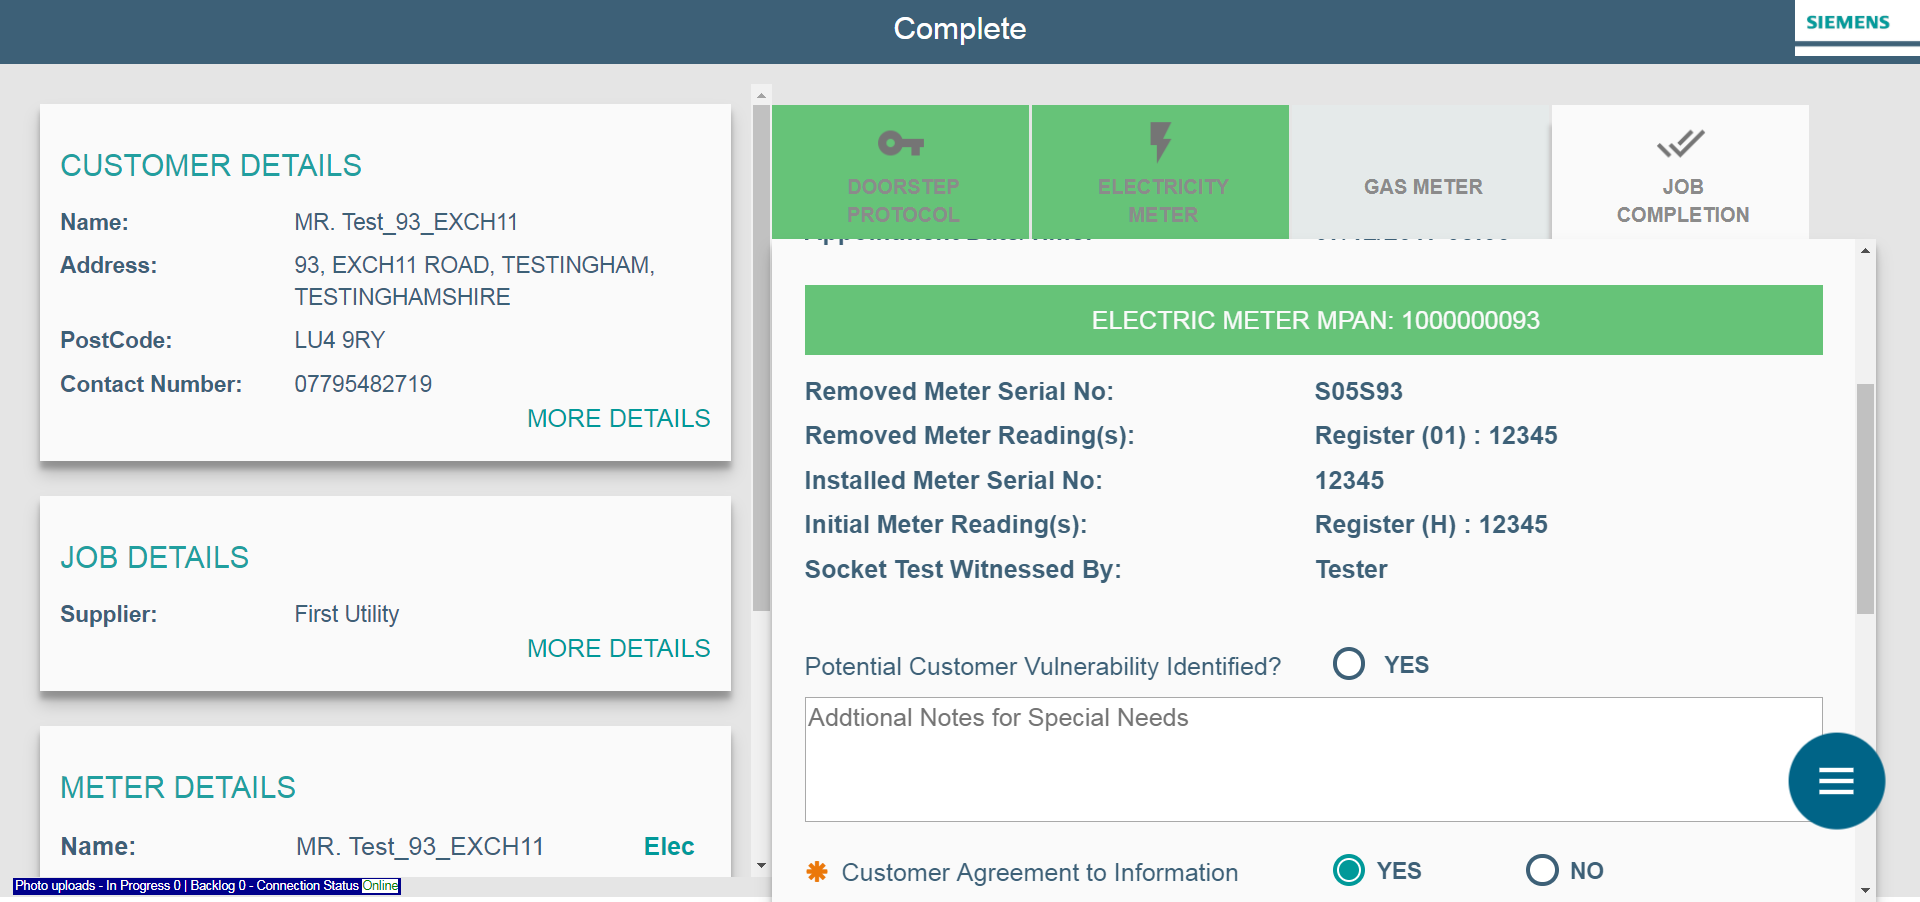 Complete
SIEMENS
CUSTOMER DETAILS
Name: MR. Test_93_EXCH11
Address: 93, EXCH11 ROAD, TESTINGHAM,
TESTINGHAMSHIRE
PostCode: LU4 9RY
Contact Number: 07795482719
MORE DETAILS
JOB DETAILS
Supplier: First Utility
MORE DETAILS
METER DETAILS
Name: MR. Test_93_EXCH11 Elec
Photo uploads - In Progress 0 | Backlog 0 - Connection Status Online
DOORSTEP
PROTOCOL
ELECTRICITY
METER
GAS METER
JOB
COMPLETION
ELECTRIC METER MPAN: 1000000093
Removed Meter Serial No: S05S93
Removed Meter Reading(s): Register (01) : 12345
Installed Meter Serial No: 12345
Initial Meter Reading(s): Register (H) : 12345
Socket Test Witnessed By: Tester
Potential Customer Vulnerability Identified? YES
Addtional Notes for Special Needs
Customer Agreement to Information YES NO